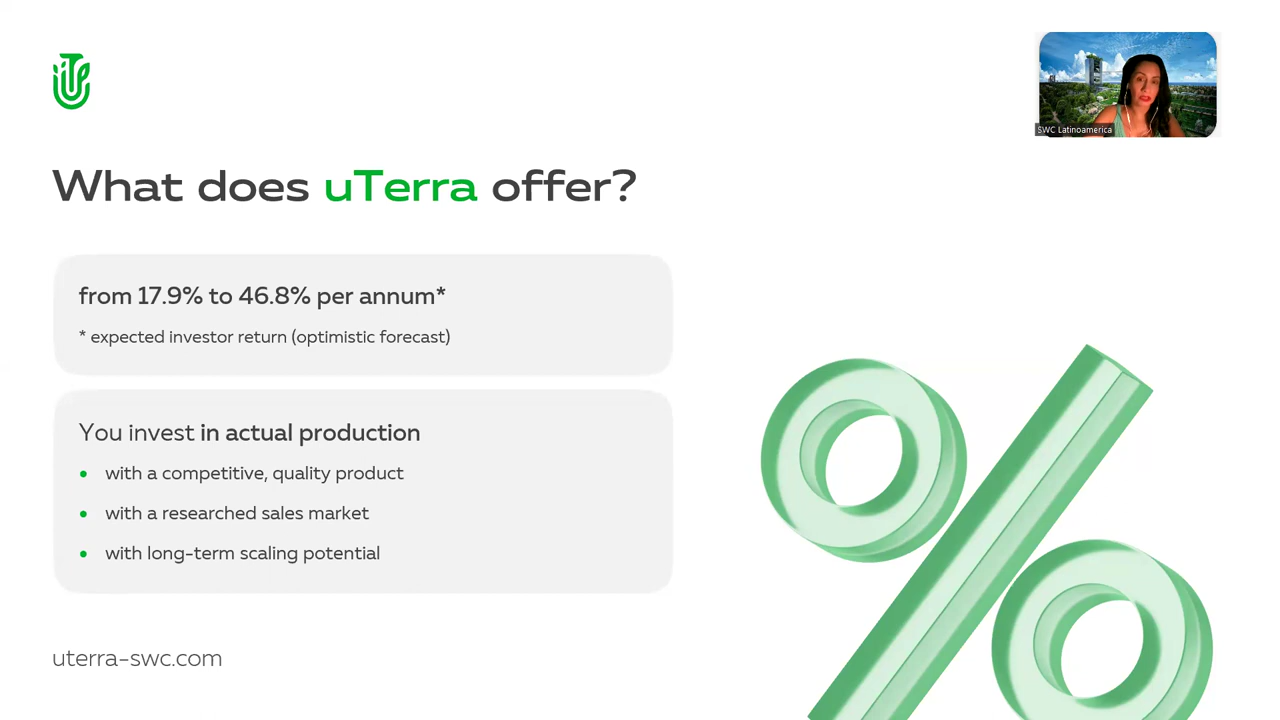 SWC Latinoamerica
What does uTerra offer?
from 17.9% to 46.8% per annum*
* expected investor return (optimistic forecast)
You invest in actual production
• with a competitive, quality product
• with a researched sales market
• with long-term scaling potential
uterra-swc.com